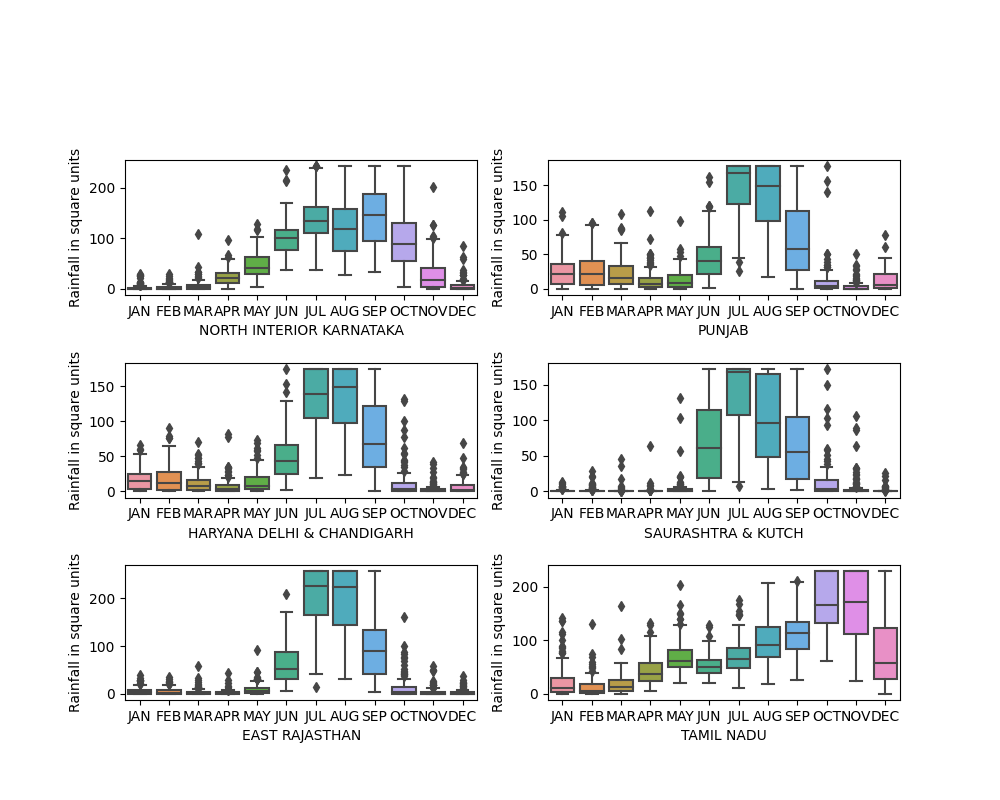 Rainfall in square units
200
100
0
JAN FEB MAR APR MAY JUN JUL AUG SEP OCT NOV DEC
NORTH INTERIOR KARNATAKA
Rainfall in square units
150
100
50
0
JAN FEB MAR APR MAY JUN JUL AUG SEP OCT NOV DEC
PUNJAB
Rainfall in square units
150
100
50
0
JAN FEB MAR APR MAY JUN JUL AUG SEP OCT NOV DEC
HARYANA DELHI & CHANDIGARH
Rainfall in square units
150
100
50
0
JAN FEB MAR APR MAY JUN JUL AUG SEP OCT NOV DEC
SAURASHTRA & KUTCH
Rainfall in square units
200
100
0
JAN FEB MAR APR MAY JUN JUL AUG SEP OCT NOV DEC
EAST RAJASTHAN
Rainfall in square units
200
100
0
JAN FEB MAR APR MAY JUN JUL AUG SEP OCT NOV DEC
TAMIL NADU